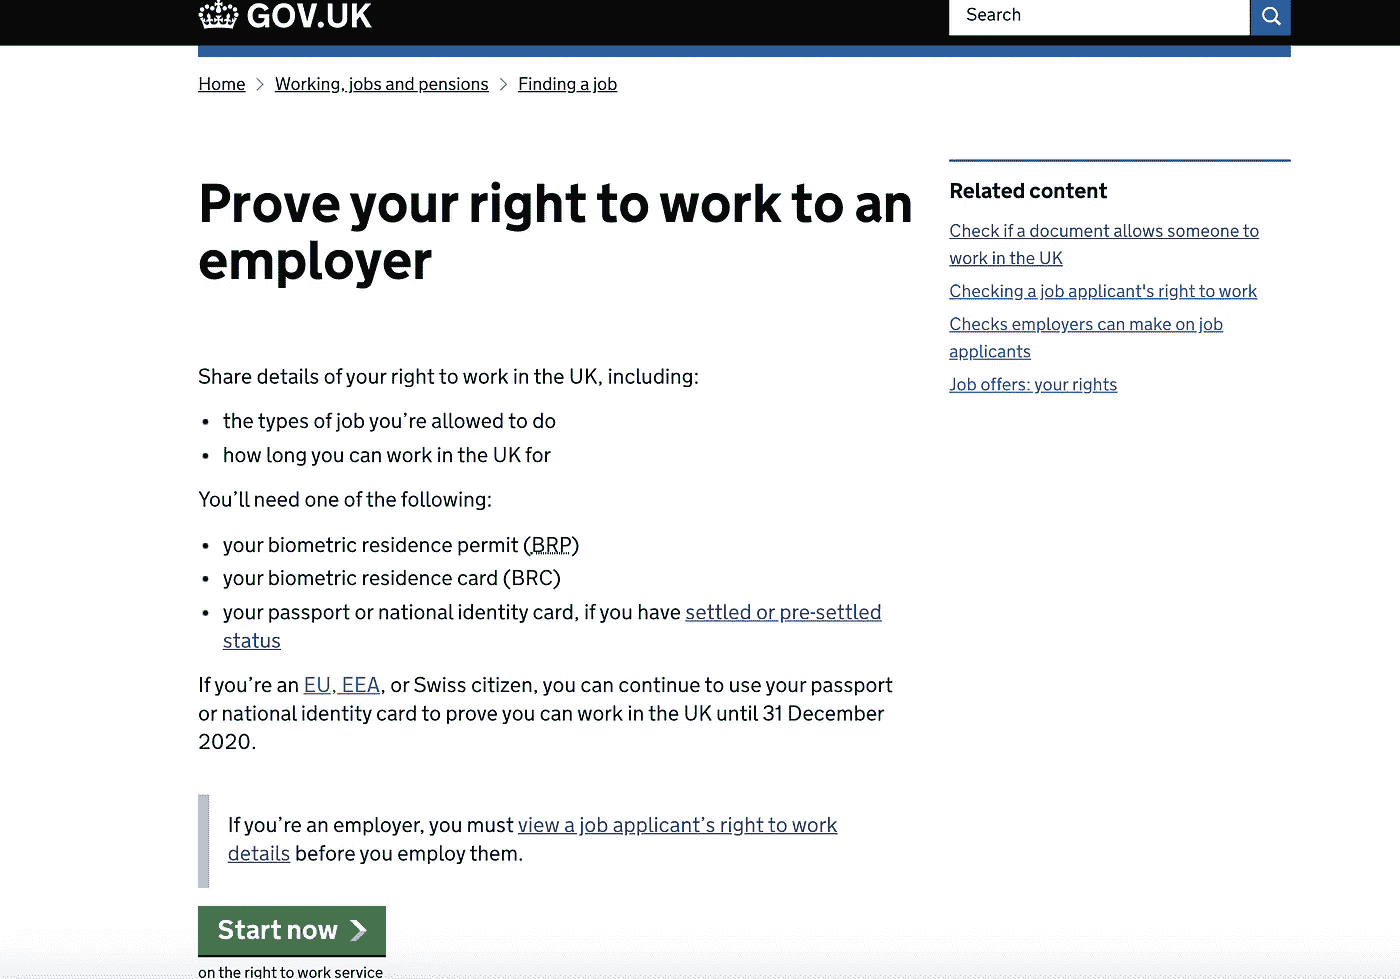 GOV.UK
Search
Home > Working, jobs and pensions > Finding a job
Prove your right to work to an
employer
Share details of your right to work in the UK, including:
• the types of job you’re allowed to do
• how long you can work in the UK for
You’ll need one of the following:
• your biometric residence permit (BRP)
• your biometric residence card (BRC)
• your passport or national identity card, if you have settled or pre-settled
status
If you’re an EU, EEA, or Swiss citizen, you can continue to use your passport
or national identity card to prove you can work in the UK until 31 December
2020.
If you’re an employer, you must view a job applicant’s right to work
details before you employ them.
Start now
on the right to work service
Related content
Check if a document allows someone to
work in the UK
Checking a job applicant's right to work
Checks employers can make on job
applicants
Job offers: your rights